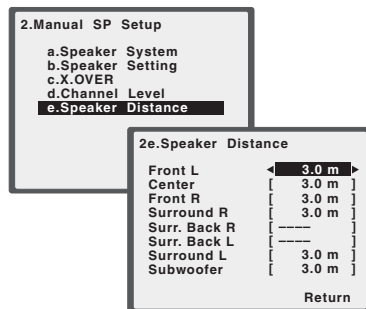 2.Manual SP Setup
a.Speaker System
b.Speaker Setting
c.X.OVER
d.Channel Level
e.Speaker Distance
2e.Speaker Distance
Front L ◄ 3.0 m ►
Center [ 3.0 m ]
Front R [ 3.0 m ]
Surround R [ 3.0 m ]
Surr. Back R [ ---- ]
Surr. Back L [ ---- ]
Surround L [ 3.0 m ]
Subwoofer [ 3.0 m ]
Return